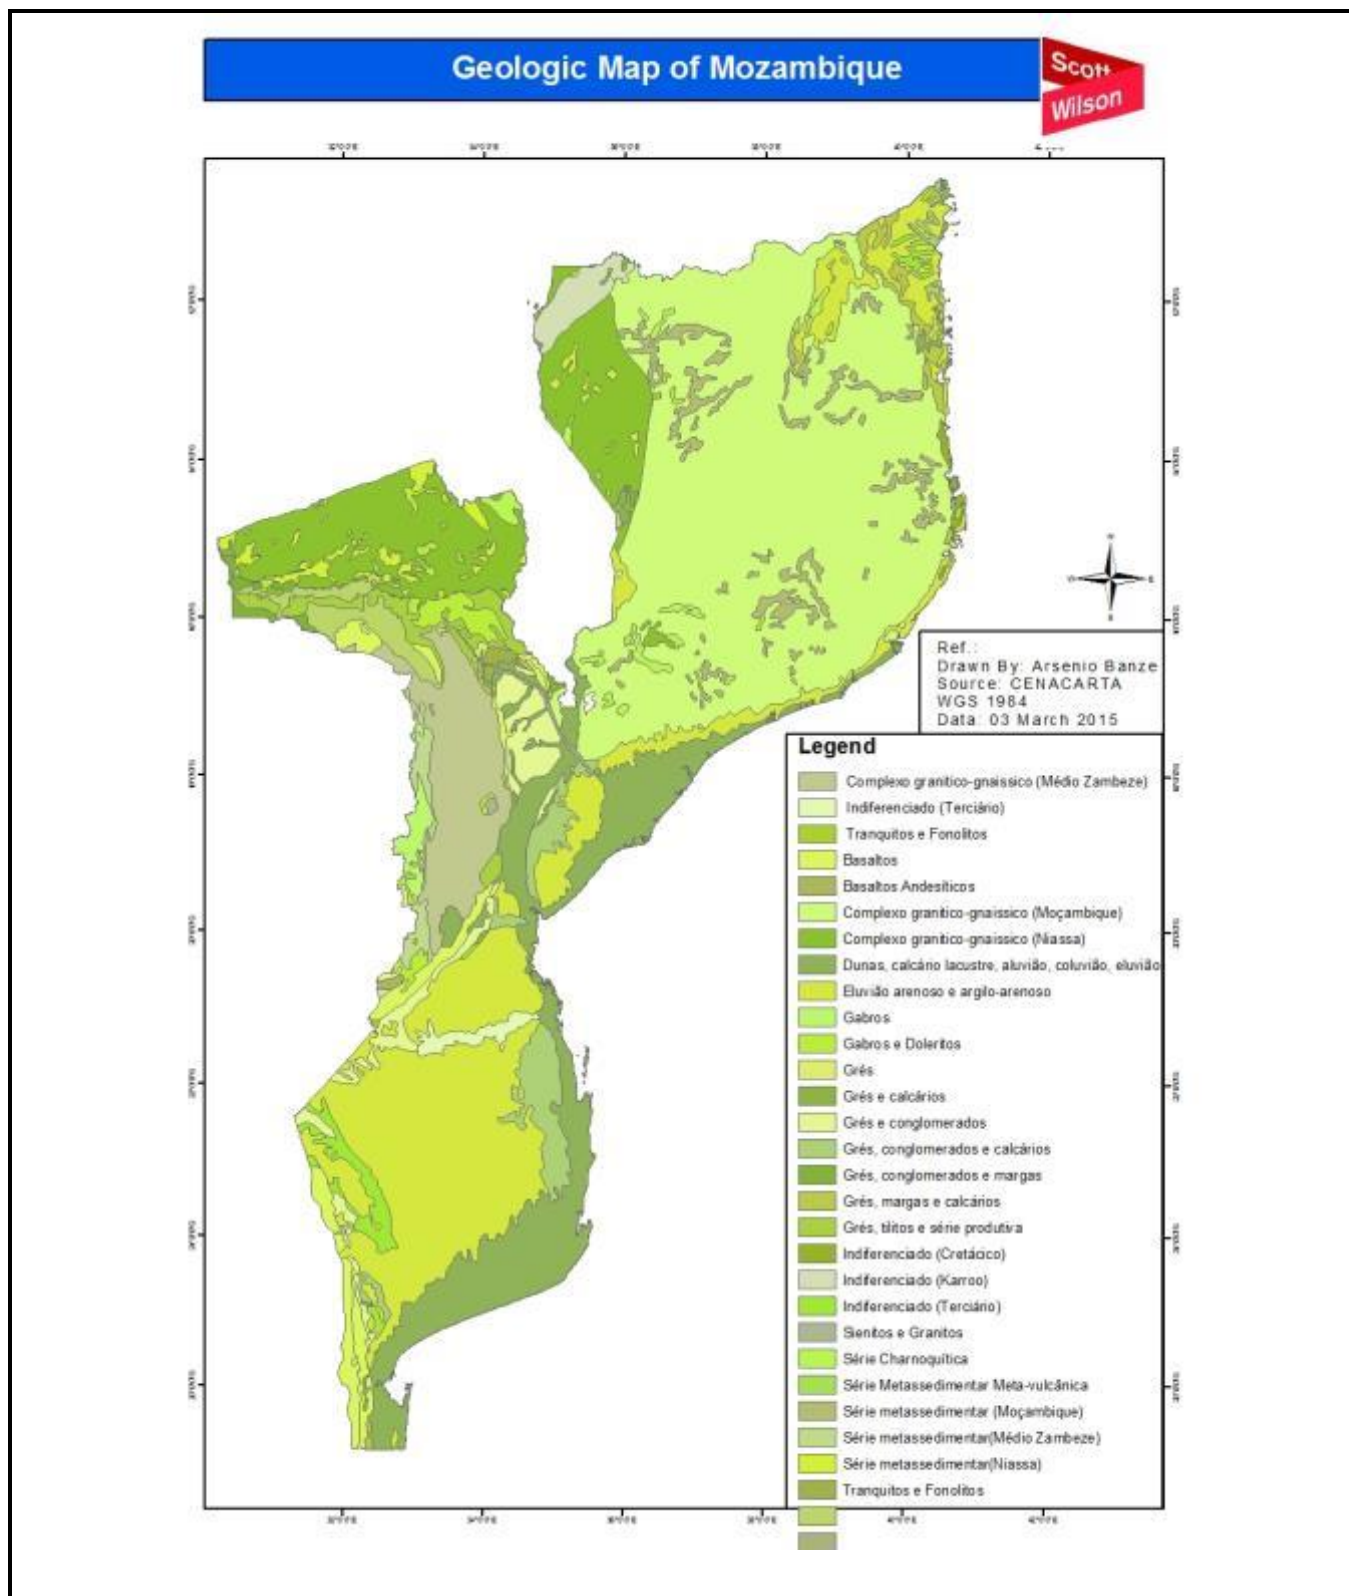 Geologic Map of Mozambique
Scott
Wilson
N
W
E
S
Ref.:
Drawn By: Arsenio Banze
Source: CENACARTA
WGS 1984
Data: 03 March 2015
Legend
Complexo granitico-gnaissico (Médio Zambeze)
Indiferenciado (Terciário)
Tranquitos e Fonolitos
Basaltos
Basaltos Andesíticos
Complexo granitico-gnaissico (Moçambique)
Complexo granitico-gnaissico (Niassa)
Dunas, calcário lacustre, aluvião, coluvião, eluvião
Eluvião arenoso e argilo-arenoso
Gabros
Gabros e Doleritos
Grés
Grés e calcários
Grés e conglomerados
Grés, conglomerados e calcários
Grés, conglomerados e margas
Grés, margas e calcários
Grés, tilitos e série produtiva
Indiferenciado (Cretácico)
Indiferenciado (Karroo)
Indiferenciado (Terciário)
Sienitos e Granitos
Série Charnoquítica
Série Metassedimentar Meta-vulcânica
Série metassedimentar (Moçambique)
Série metassedimentar(Médio Zambeze)
Série metassedimentar(Niassa)
Tranquitos e Fonolitos